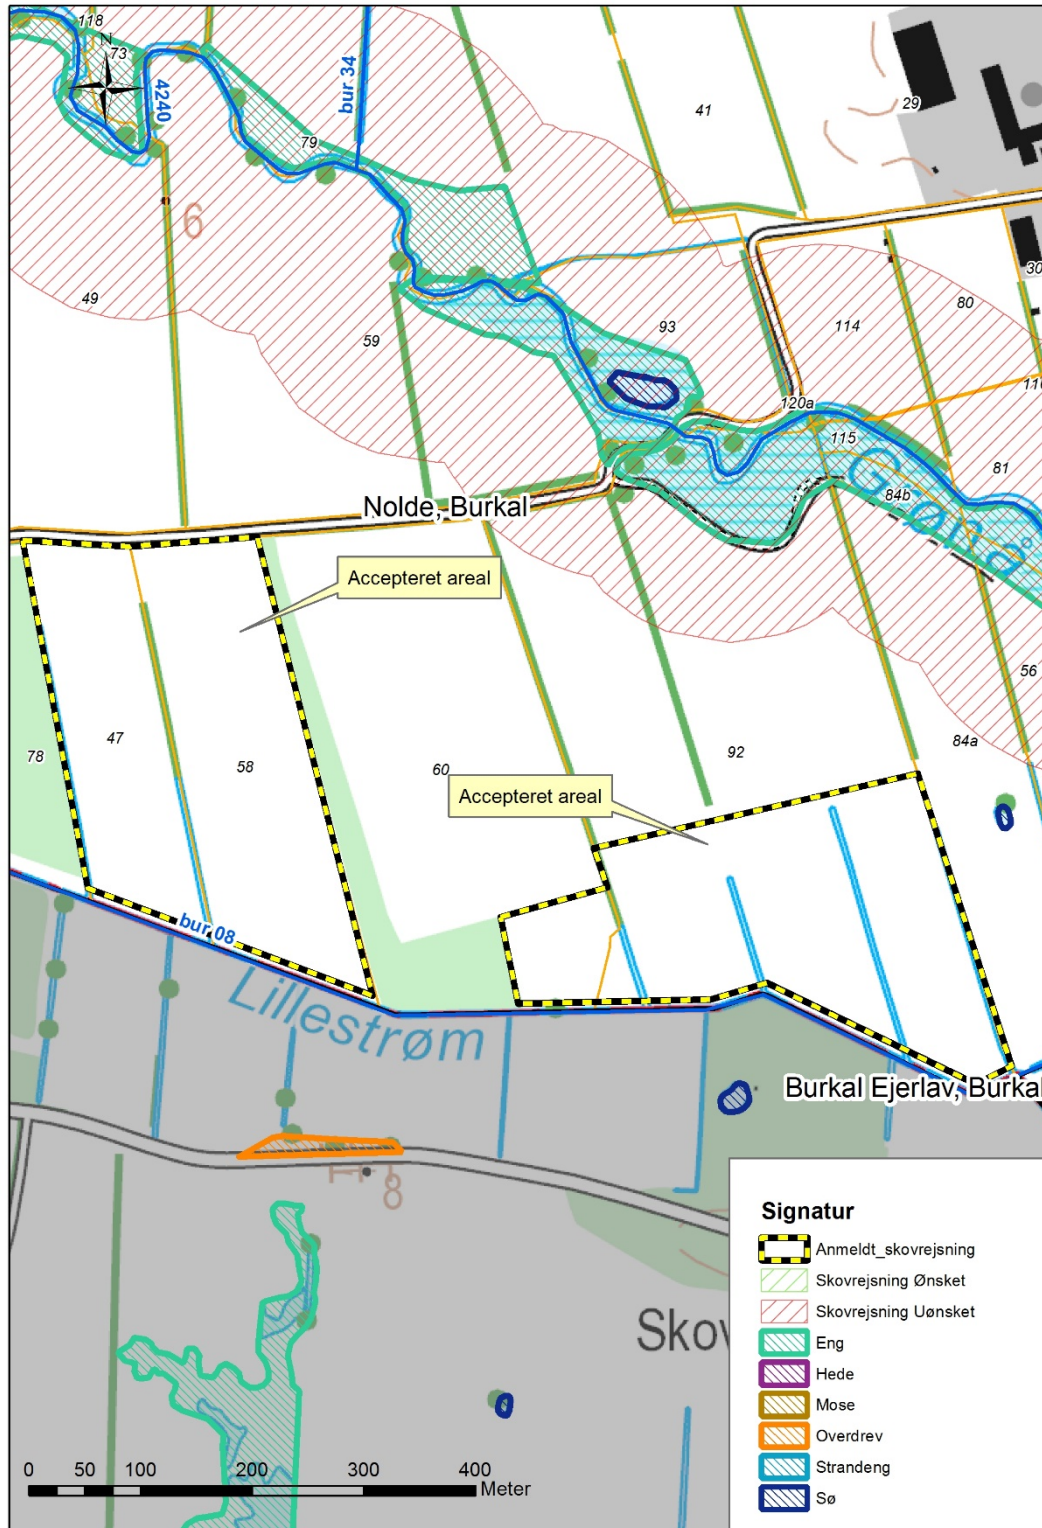 118
Z
73
4240
bur 34
79
41
29
6
49
59
93
114
80
30
120a
115
84b
81
Grønå
Nolde, Burkal
Accepteret areal
47
78
58
60
92
84a
56
Accepteret areal
bur 08
Lillestrøm
Burkal Ejerlav, Burkal
Signatur
Anmeldt_skovrejsning
Skovrejsning Ønsket
Skovrejsning Uønsket
Eng
Hede
Mose
Overdrev
Strandeng
Sø
Skov
0 50 100 200 300 400
Meter